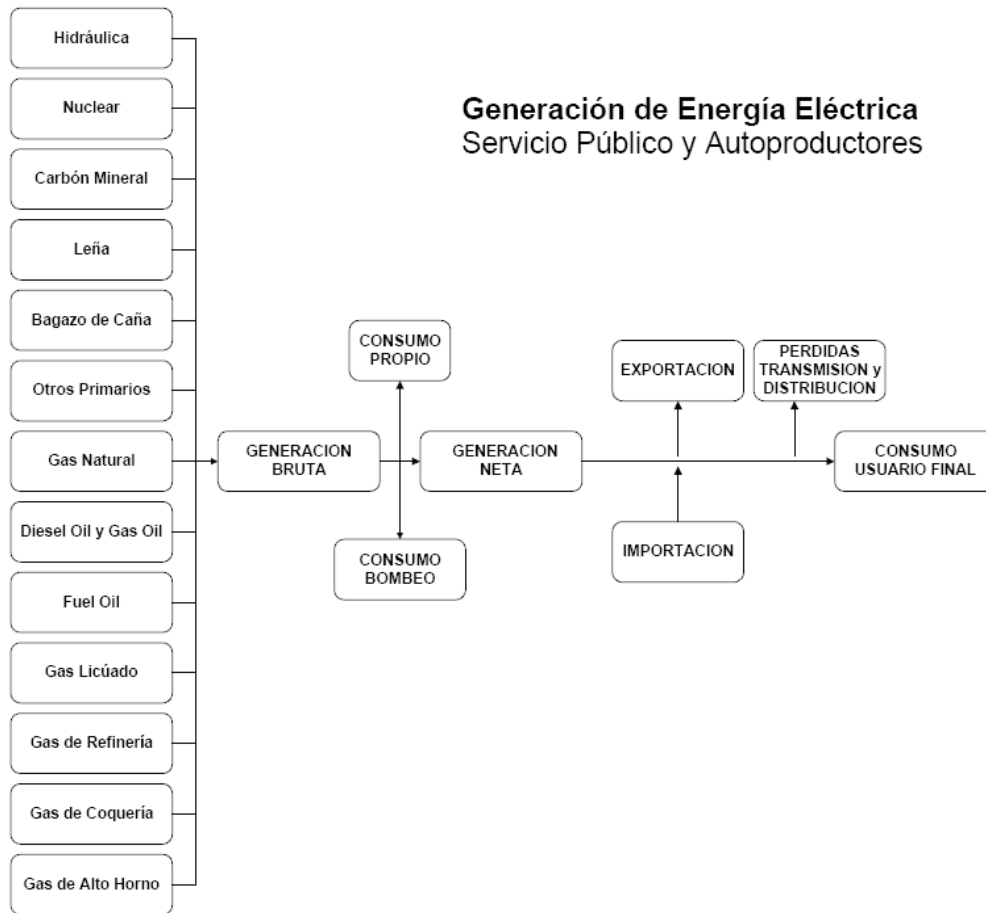 Hidráulica
Nuclear
Carbón Mineral
Leña
Bagazo de Caña
Otros Primarios
Gas Natural
Diesel Oil y Gas Oil
Fuel Oil
Gas Licúado
Gas de Refinería
Gas de Coquería
Gas de Alto Horno
Generación de Energía Eléctrica
Servicio Público y Autoproductores
GENERACION
BRUTA
CONSUMO
PROPIO
CONSUMO
BOMBEO
GENERACION
NETA
EXPORTACION
IMPORTACION
PERDIDAS
TRANSMISION y
DISTRIBUCION
CONSUMO
USUARIO FINAL